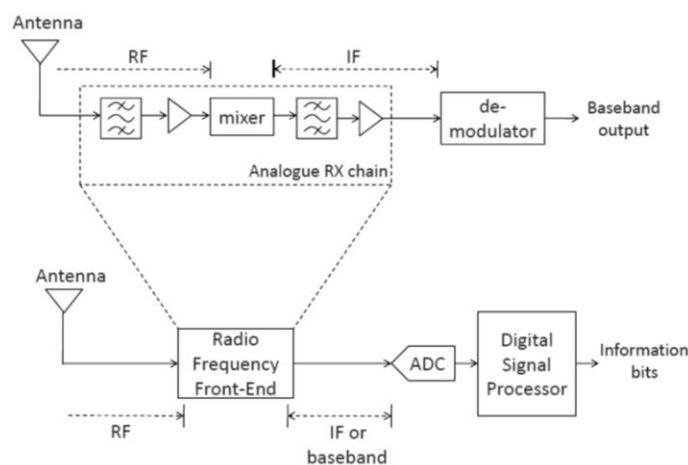 Antenna
RF
IF
mixer
de-
modulator
Baseband
output
Analogue RX chain
Antenna
Radio
Frequency
Front-End
ADC
Digital
Signal
Processor
Information
bits
RF
IF or
baseband